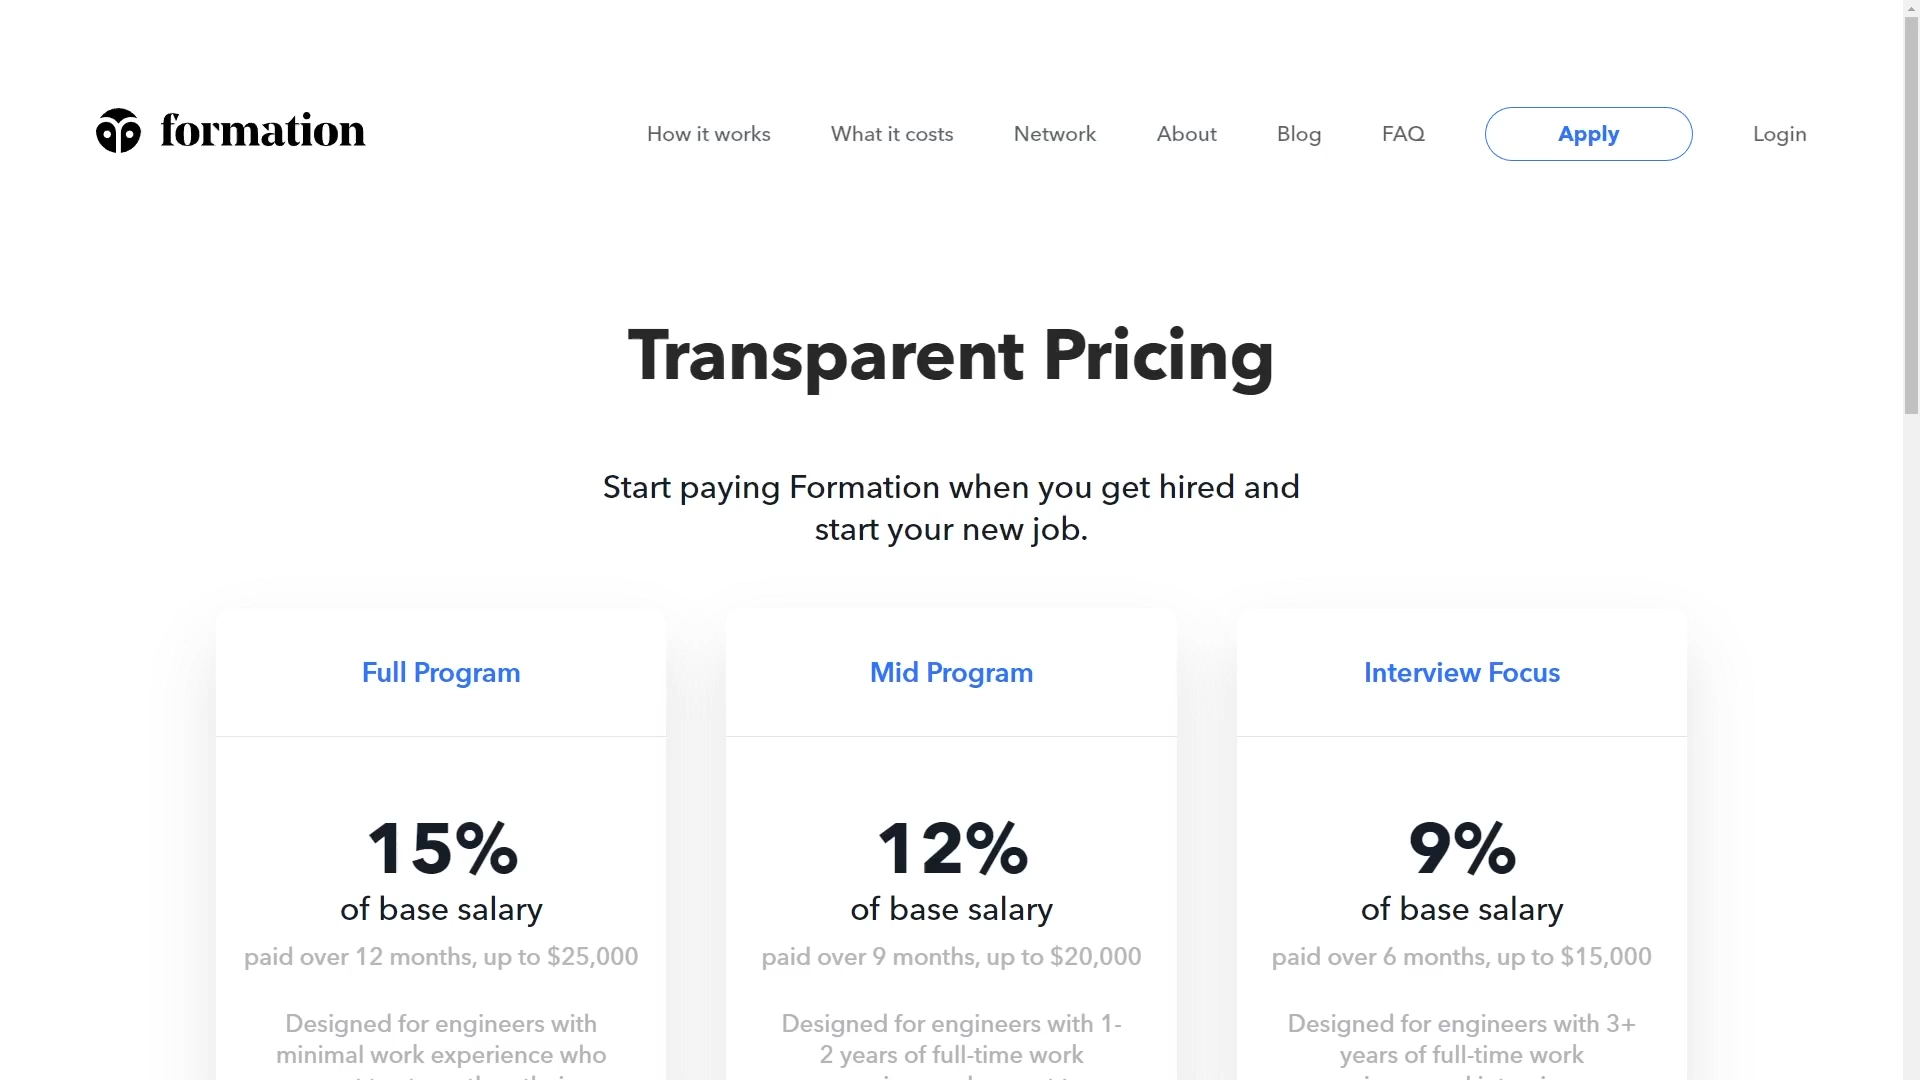 formation
How it works
What it costs
Network
About
Blog
FAQ
Apply
Login
Transparent Pricing
Start paying Formation when you get hired and
start your new job.
Full Program
15%
of base salary
paid over 12 months, up to $25,000
Designed for engineers with
minimal work experience who
Mid Program
12%
of base salary
paid over 9 months, up to $20,000
Designed for engineers with 1-
2 years of full-time work
Interview Focus
9%
of base salary
paid over 6 months, up to $15,000
Designed for engineers with 3+
years of full-time work